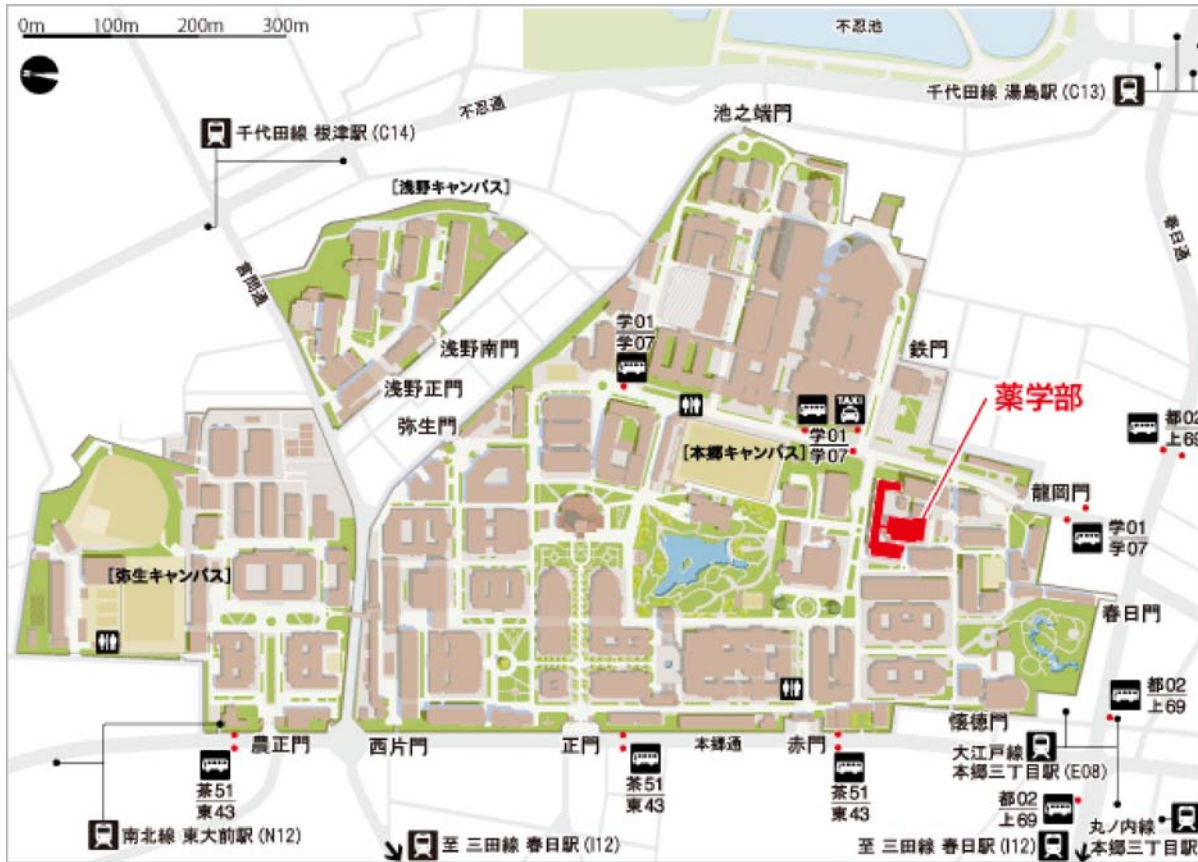 0m 100m 200m 300m
不忍池
千代田線 湯島駅 (C13)
池之端門
不忍通
千代田線 根津駅 (C14)
[浅野キャンパス]
春日通
言問通
学01
学07
浅野南門
鉄門
浅野正門
薬学部
TAXI
弥生門
都02
上69
学01
学07
[本郷キャンパス]
龍岡門
学01
学07
[弥生キャンパス]
春日門
都02
上69
懐徳門
農正門
西片門
正門
本郷通
赤門
大江戸線
本郷三丁目駅 (E08)
茶51
東43
茶51
東43
茶51
東43
都02
上69
丸ノ内線
本郷三丁目駅
南北線 東大前駅 (N12)
至 三田線 春日駅 (I12)
至 三田線 春日駅 (I12)